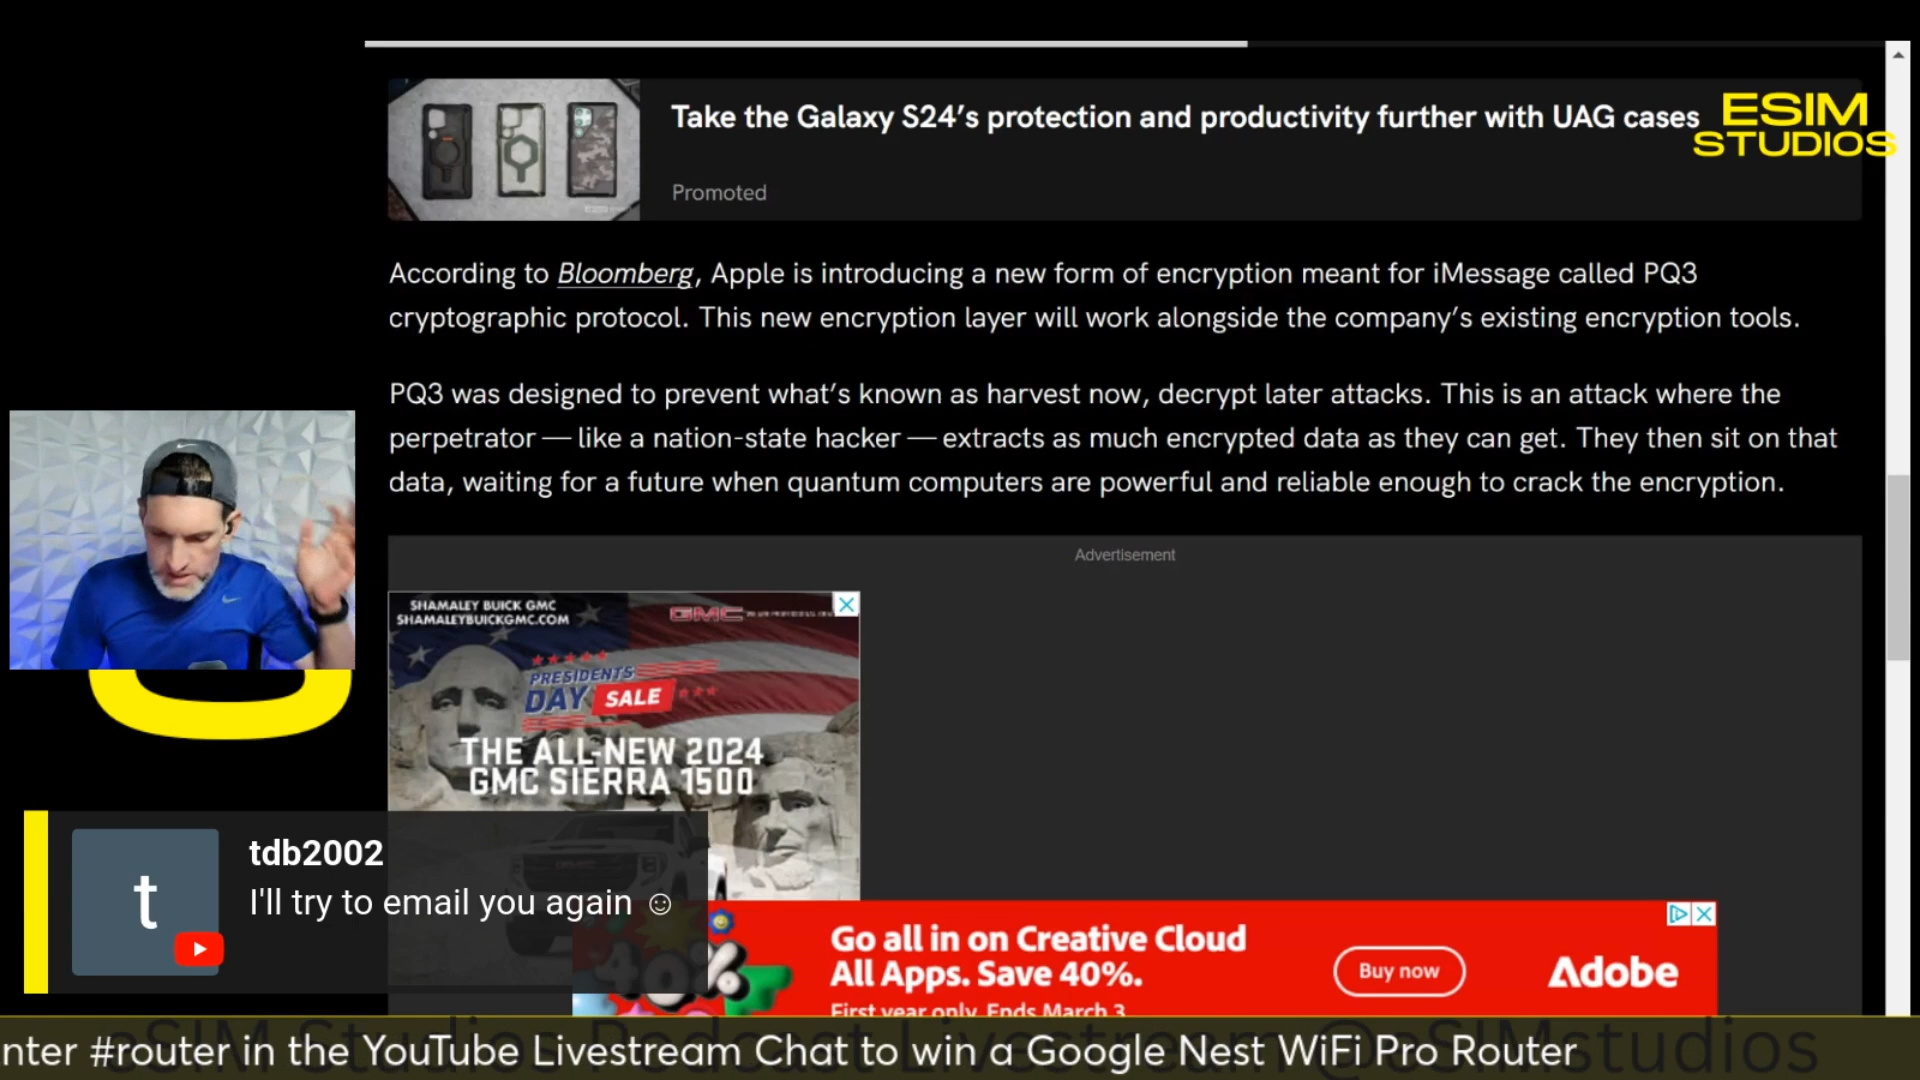 Take the Galaxy S24’s protection and productivity further with UAG cases
Promoted
ESIM
STUDIOS
According to Bloomberg, Apple is introducing a new form of encryption meant for iMessage called PQ3
cryptographic protocol. This new encryption layer will work alongside the company’s existing encryption tools.
PQ3 was designed to prevent what’s known as harvest now, decrypt later attacks. This is an attack where the
perpetrator — like a nation-state hacker — extracts as much encrypted data as they can get. They then sit on that
data, waiting for a future when quantum computers are powerful and reliable enough to crack the encryption.
Advertisement
SHAMALEY BUICK GMC
SHAMALEYBUICKGMC.COM
GMC
PRESIDENTS
DAY SALE
THE ALL-NEW 2024
GMC SIERRA 1500
t
tdb2002
I'll try to email you again ☺
40%
Go all in on Creative Cloud
All Apps. Save 40%.
First year only. Ends March 3.
Buy now
Adobe
eSIM Studios Podcast Livestream @eSIMstudios
nter #router in the YouTube Livestream Chat to win a Google Nest WiFi Pro Router